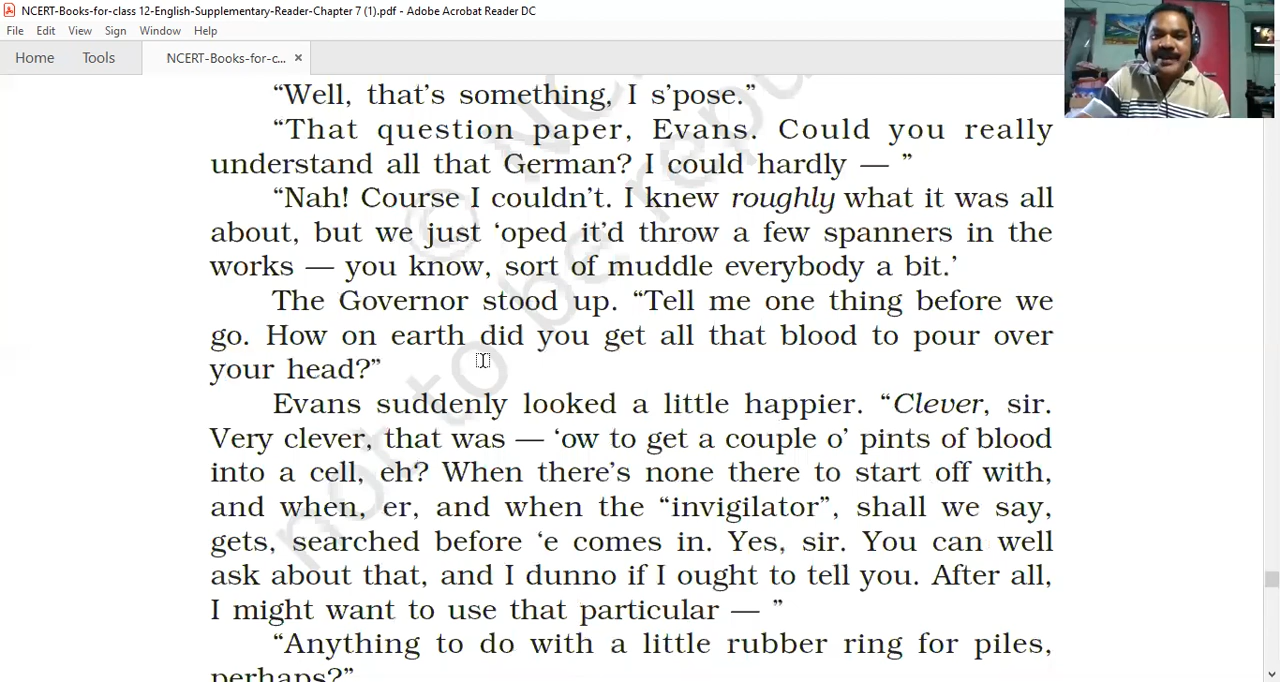 NCERT-Books-for-class 12-English-Supplementary-Reader-Chapter 7 (1).pdf - Adobe Acrobat Reader DC
File Edit View Sign Window Help
Home Tools NCERT-Books-for-c... ×
“Well, that’s something, I s’pose.”
“That question paper, Evans. Could you really
understand all that German? I could hardly — ”
“Nah! Course I couldn’t. I knew roughly what it was all
about, but we just ‘oped it’d throw a few spanners in the
works — you know, sort of muddle everybody a bit.’
The Governor stood up. “Tell me one thing before we
go. How on earth did you get all that blood to pour over
your head?”
Evans suddenly looked a little happier. “Clever, sir.
Very clever, that was — ‘ow to get a couple o’ pints of blood
into a cell, eh? When there’s none there to start off with,
and when, er, and when the “invigilator”, shall we say,
gets, searched before ‘e comes in. Yes, sir. You can well
ask about that, and I dunno if I ought to tell you. After all,
I might want to use that particular — ”
“Anything to do with a little rubber ring for piles,
perhaps?”
not to be repu
© NC